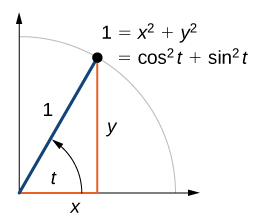 1 = x² + y²
= cos²t + sin²t
1
y
t
x